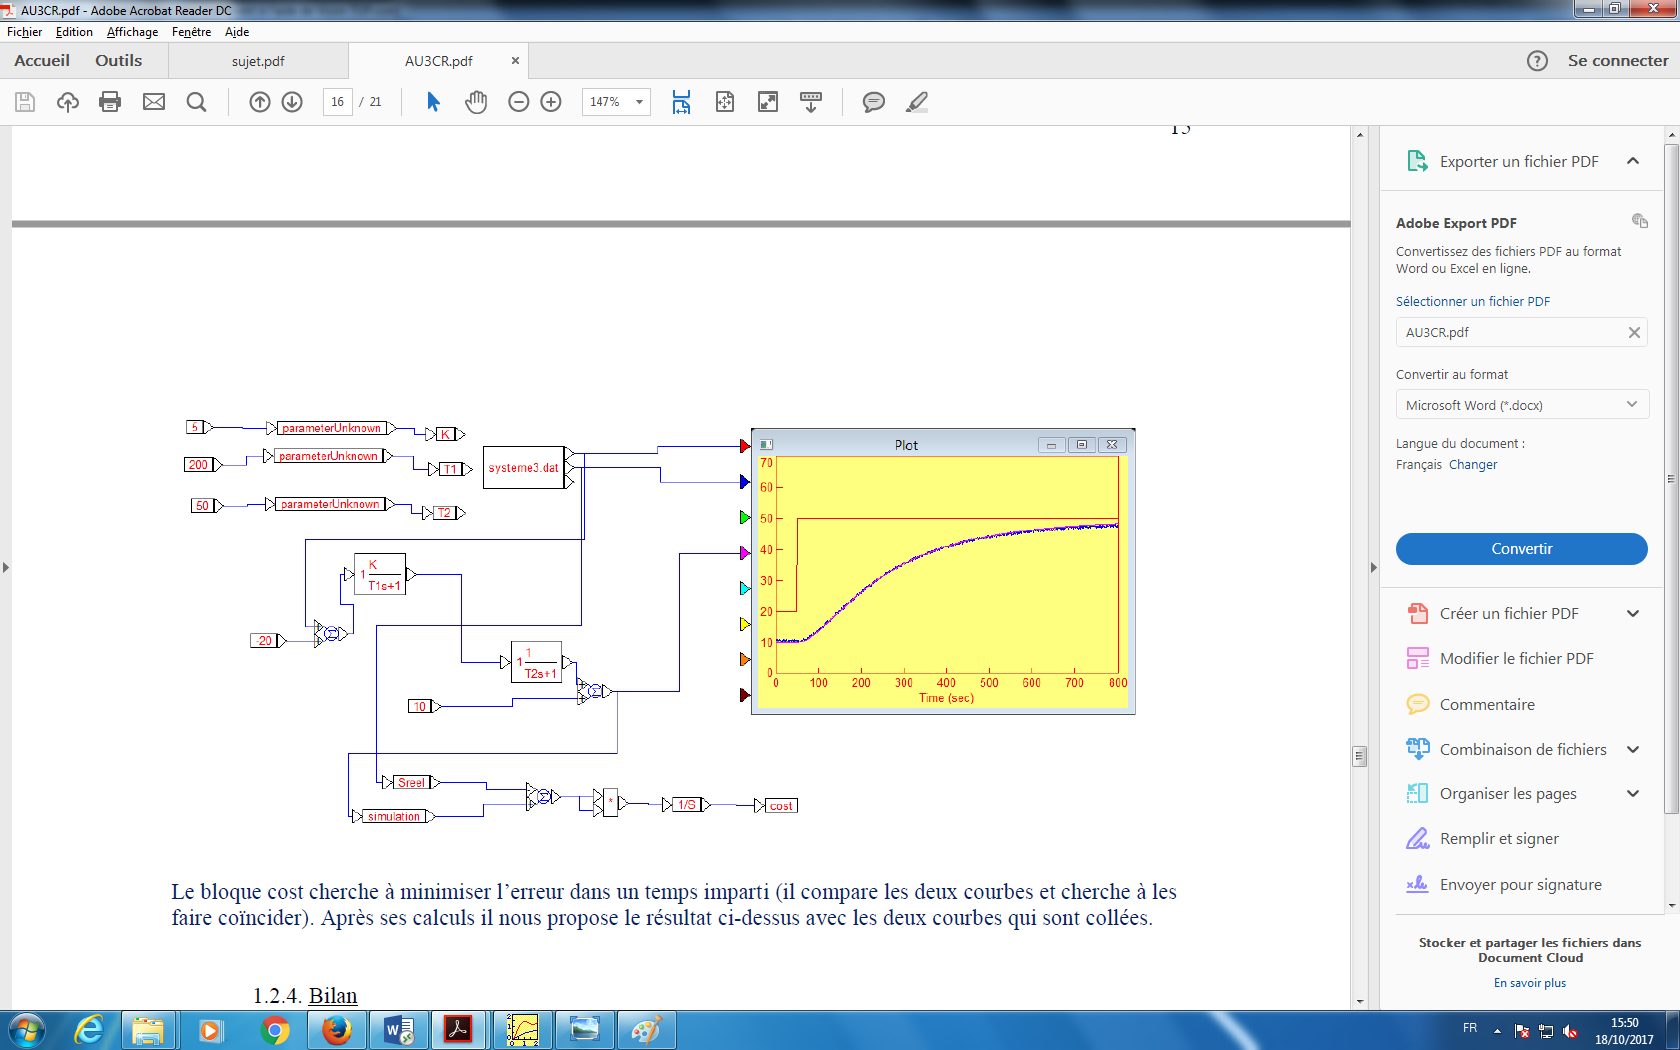 AU3CR.pdf - Adobe Acrobat Reader DC
Fichier Edition Affichage Fenêtre Aide
Accueil Outils sujet.pdf AU3CR.pdf × ? Se connecter
16 / 21 147%
15
5 parameterUnknown K
200 parameterUnknown T1
50 parameterUnknown T2
systeme3.dat
1 K
T1s+1
-20
1 1
T2s+1
10
Sreel
simulation
*
1/S
cost
Plot
70
60
50
40
30
20
10
0
0 100 200 300 400 500 600 700 800
Time (sec)
Le bloque cost cherche à minimiser l’erreur dans un temps imparti (il compare les deux courbes et cherche à les
faire coïncider). Après ses calculs il nous propose le résultat ci-dessus avec les deux courbes qui sont collées.
1.2.4. Bilan
Exporter un fichier PDF
Adobe Export PDF
Convertissez des fichiers PDF au format
Word ou Excel en ligne.
Sélectionner un fichier PDF
AU3CR.pdf
Convertir au format
Microsoft Word (*.docx)
Langue du document :
Français Changer
Convertir
Créer un fichier PDF
Modifier le fichier PDF
Commentaire
Combinaison de fichiers
Organiser les pages
Remplir et signer
Envoyer pour signature
Stocker et partager les fichiers dans
Document Cloud
En savoir plus
FR
15:50
18/10/2017